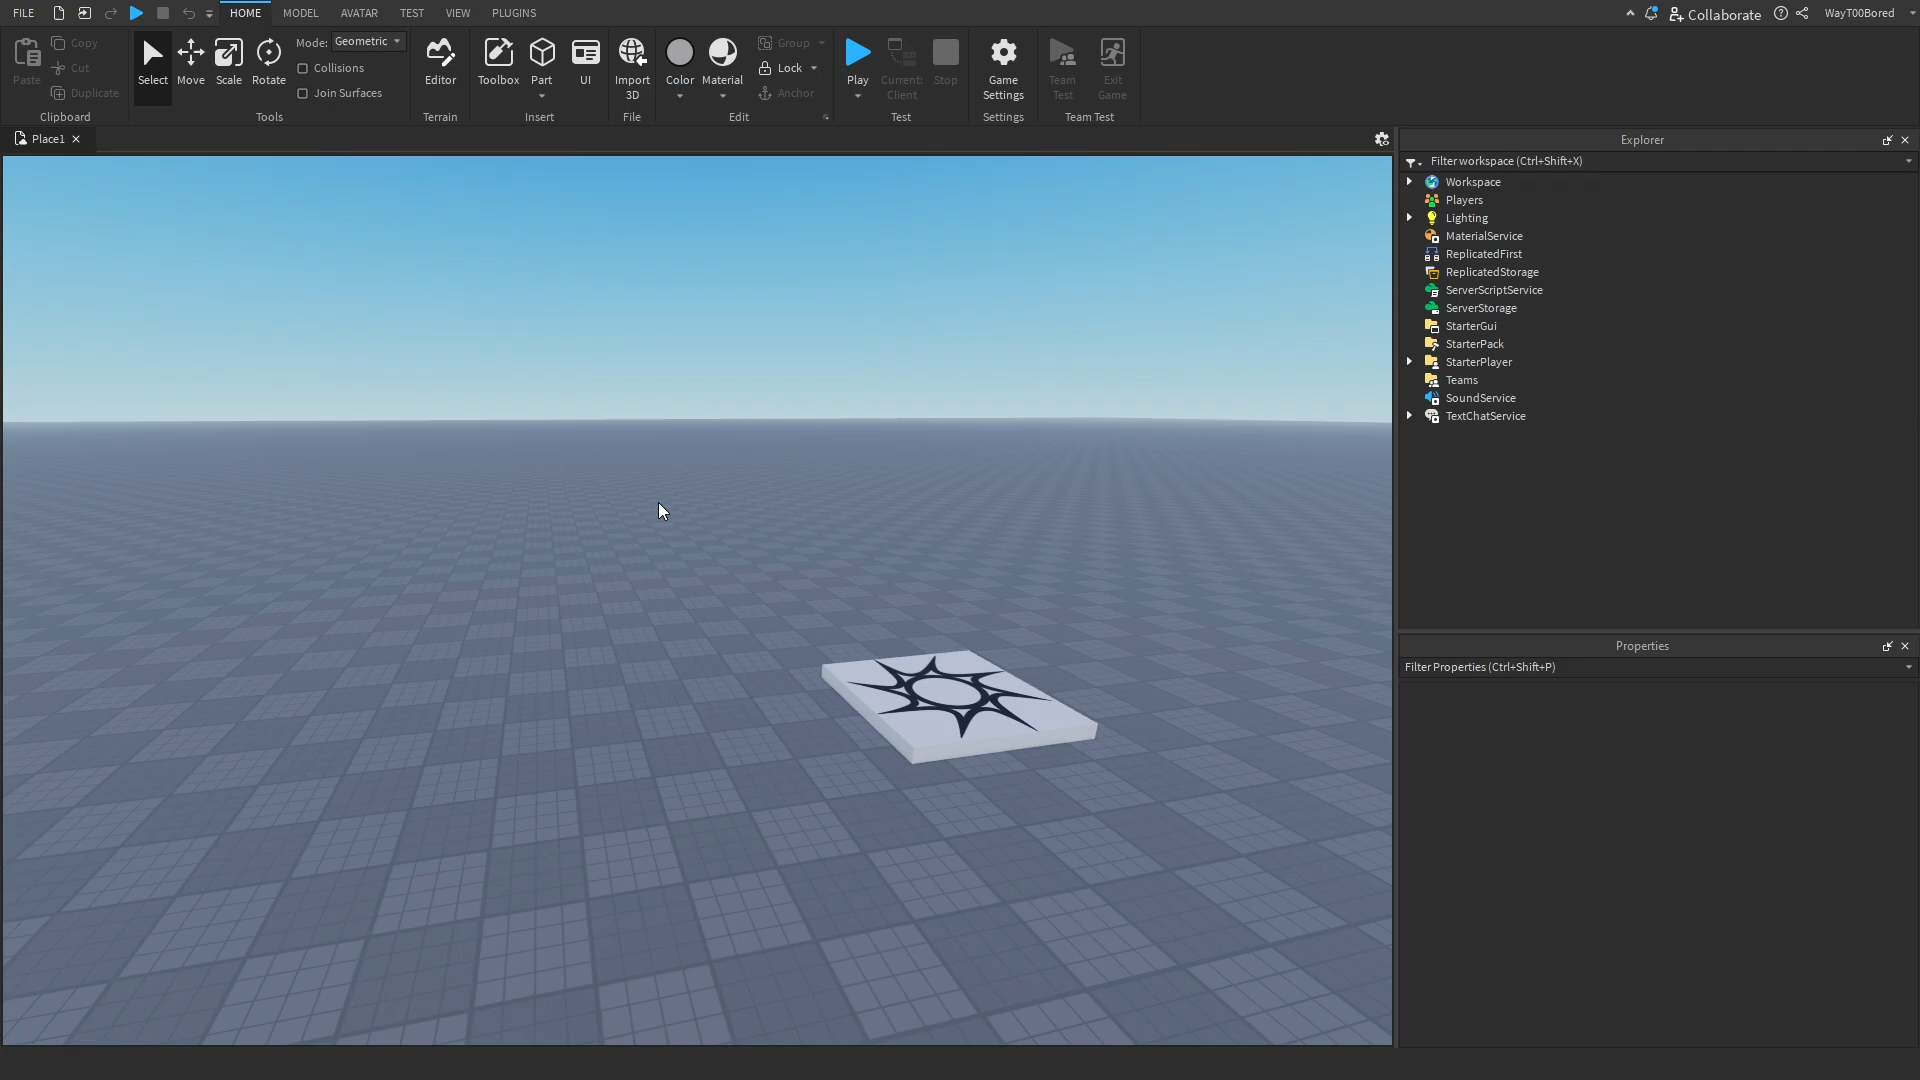 FILE HOME MODEL AVATAR TEST VIEW PLUGINS Collaborate WayT00Bored
Paste Copy Cut Duplicate Select Move Scale Rotate Mode: Geometric Collisions Join Surfaces Editor Toolbox Part UI Import 3D Color Material Group Lock Anchor Play Current: Client Stop Game Settings Team Test Exit Game
Clipboard Tools Terrain Insert File Edit Test Settings Team Test
Place1
Explorer
Filter workspace (Ctrl+Shift+X)
Workspace
Players
Lighting
MaterialService
ReplicatedFirst
ReplicatedStorage
ServerScriptService
ServerStorage
StarterGui
StarterPack
StarterPlayer
Teams
SoundService
TextChatService
Properties
Filter Properties (Ctrl+Shift+P)